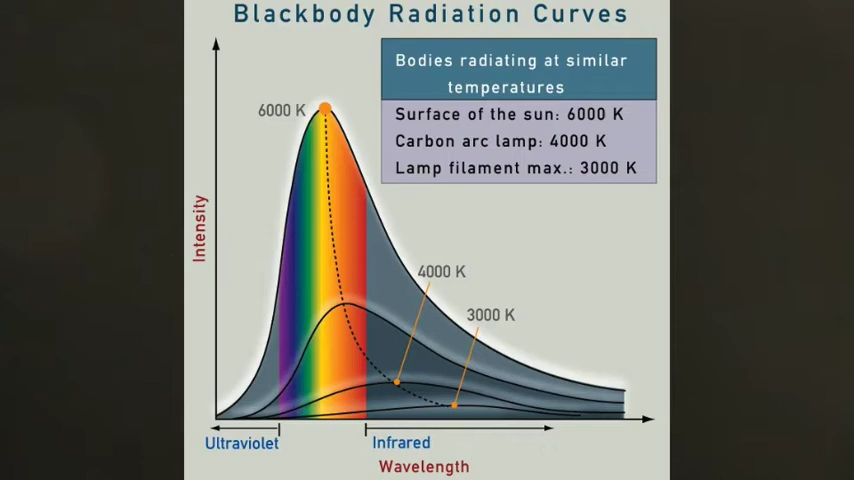 Blackbody Radiation Curves
Bodies radiating at similar
temperatures
Surface of the sun: 6000 K
Carbon arc lamp: 4000 K
Lamp filament max.: 3000 K
6000 K
Intensity
4000 K
3000 K
Ultraviolet
Infrared
Wavelength